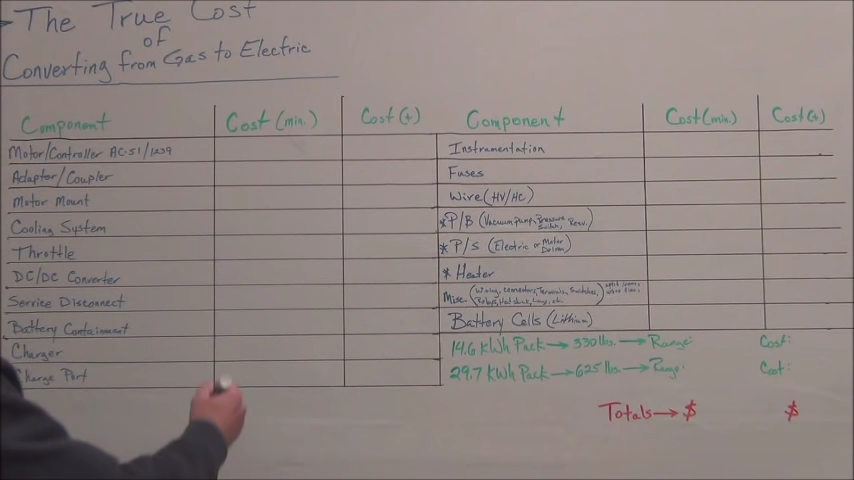 The True Cost
of
Converting from Gas to Electric
Component Cost (min.) Cost (+) Component Cost (min.) Cost (+)
Motor/Controller AC-51/1239 Instrumentation
Adaptor/Coupler Fuses
Motor Mount Wire (HV/HC)
Cooling System *P/B (Vacuum pump, Pressure Switch, Resv.)
Throttle *P/S (Electric or Motor Driven)
DC/DC Converter *Heater
Service Disconnect Misc. (Wiring, Connectors, Terminals, Switches, Relays, Heat shrink, Lugs, etc.)
Battery Containment Battery Cells (Lithium)
Charger 14.6 kWh Pack → 330 lbs. → Range: Cost:
Charge Port 29.7 kWh Pack → 625 lbs. → Range: Cost:
Totals → $ $